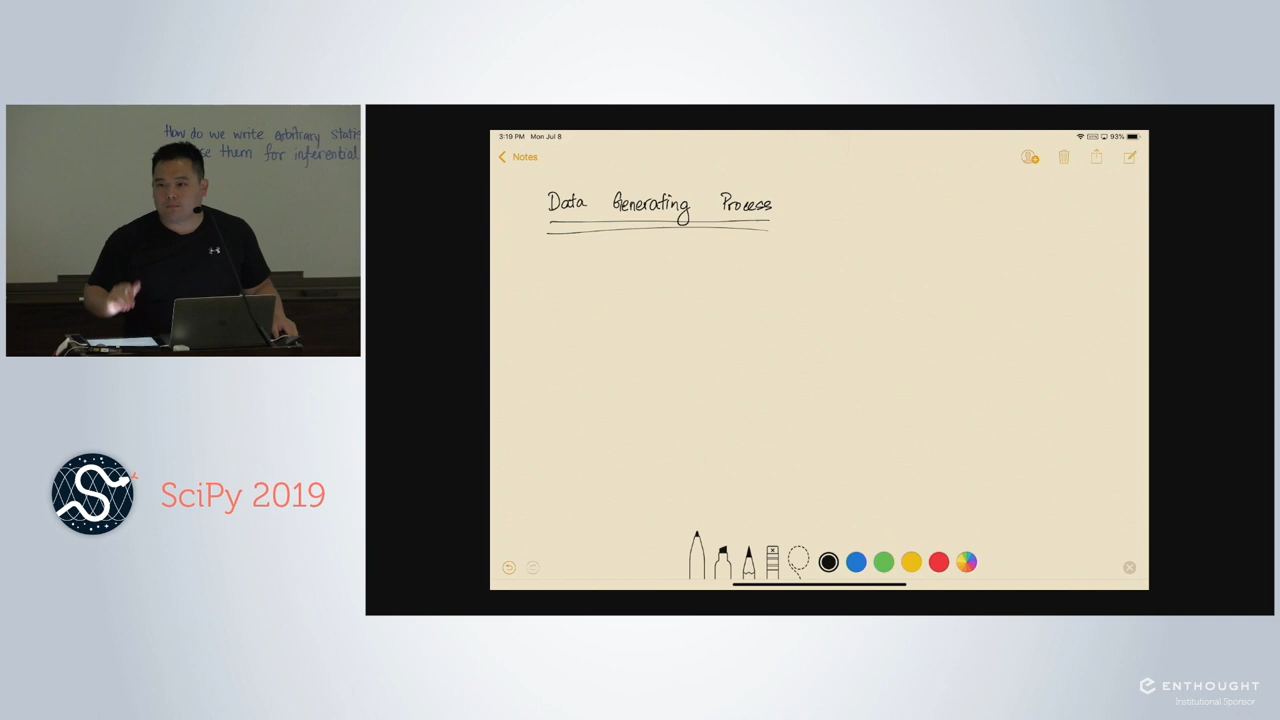 How do we write arbitrary statis
them for inferential
3:19 PM Mon Jul 8
93%
Notes
Data Generating Process
SciPy 2019
ENTHOUGHT
Institutional Sponsor